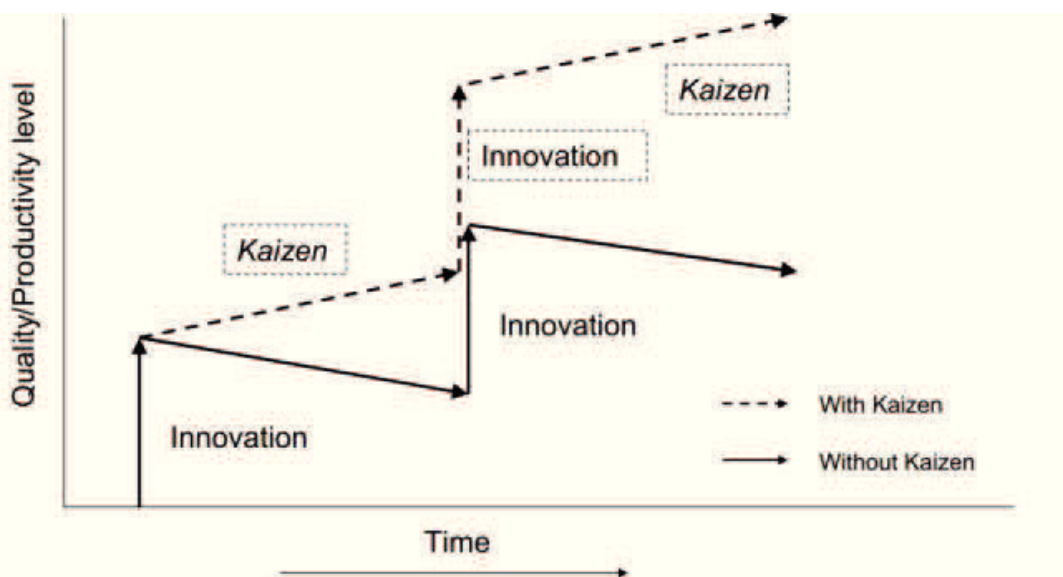 Quality/Productivity level
Kaizen
Innovation
Kaizen
Innovation
Innovation
With Kaizen
Without Kaizen
Time